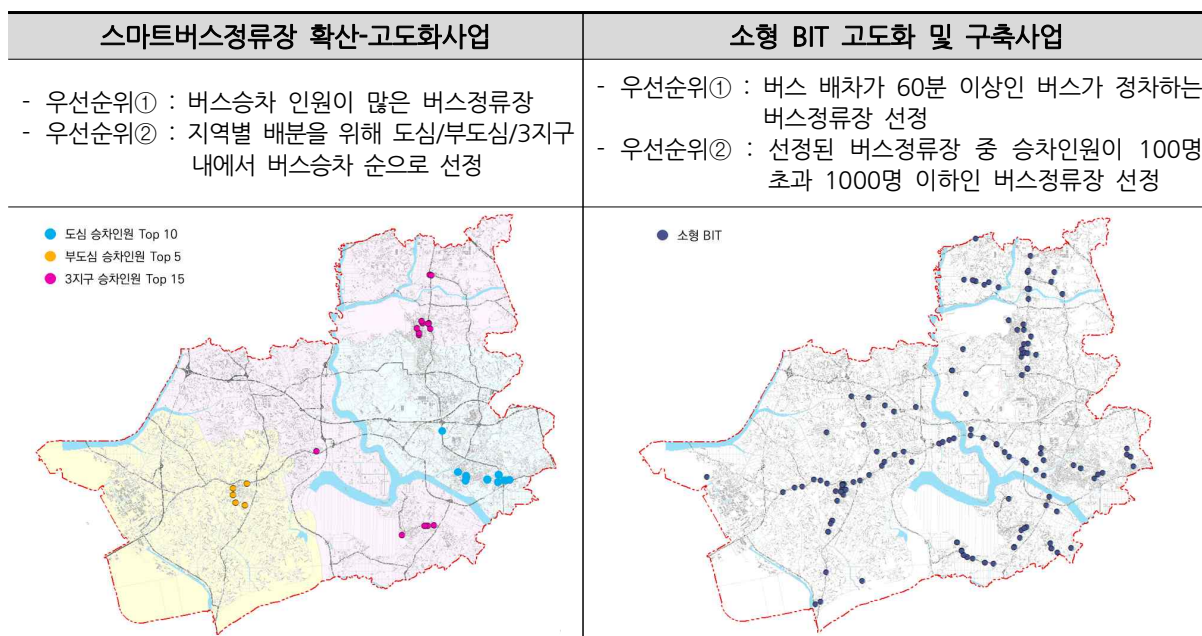 스마트버스정류장 확산-고도화사업
소형 BIT 고도화 및 구축사업
- 우선순위① : 버스승차 인원이 많은 버스정류장
- 우선순위② : 지역별 배분을 위해 도심/부도심/3지구
내에서 버스승차 순으로 선정
- 우선순위① : 버스 배차가 60분 이상인 버스가 정차하는
버스정류장 선정
- 우선순위② : 선정된 버스정류장 중 승차인원이 100명
초과 1000명 이하인 버스정류장 선정
도심 승차인원 Top 10
부도심 승차인원 Top 5
3지구 승차인원 Top 15
소형 BIT